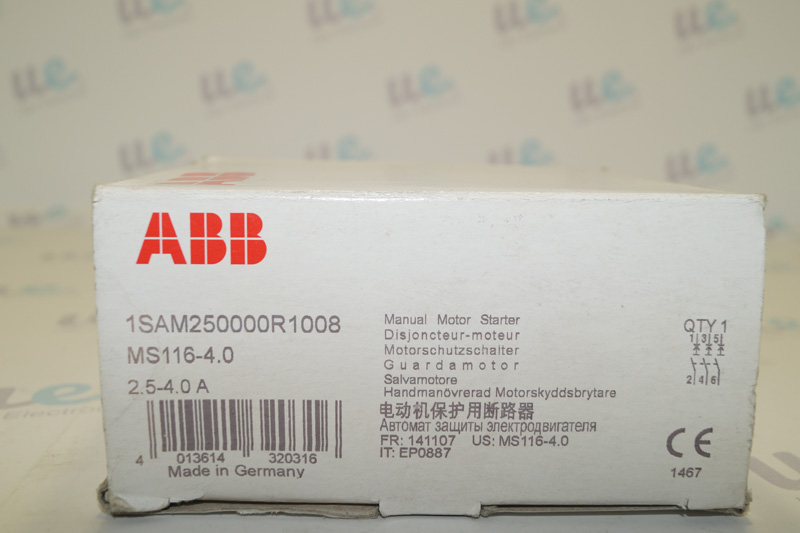 ABB
1SAM250000R1008
MS116-4.0
2.5-4.0 A
4 013614 320316
Made in Germany
Manual Motor Starter
Disjoncteur-moteur
Motorschutzschalter
Guardamotor
Salvamotore
Handmanövrerad Motorskyddsbrytare
电动机保护用断路器
Автомат защиты электродвигателя
FR: 141107 US: MS116-4.0
IT: EP0887
QTY 1
1 3 5
2 4 6
CE
1467